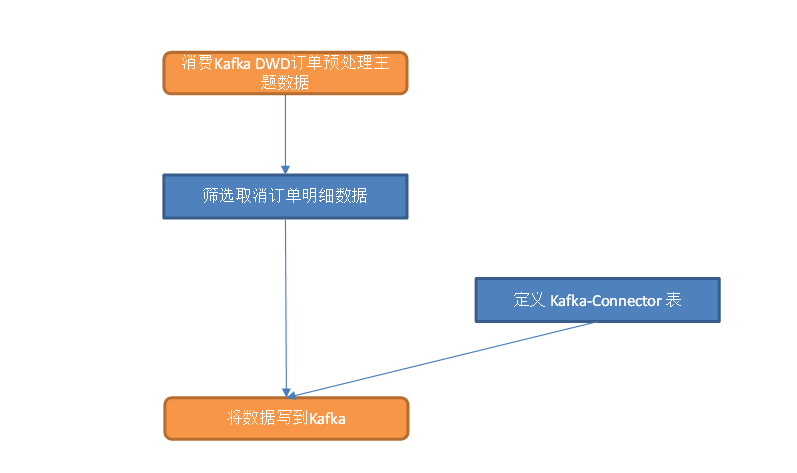 消费Kafka DWD订单预处理主
题数据
筛选取消订单明细数据
定义 Kafka-Connector 表
将数据写到Kafka